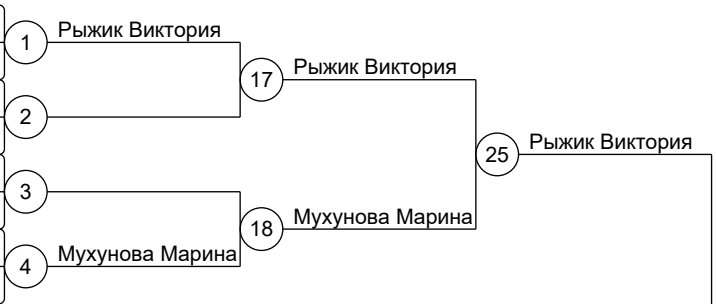 1 Рыжик Виктория
17 Рыжик Виктория
2
25 Рыжик Виктория
3
18 Мухунова Марина
4 Мухунова Марина